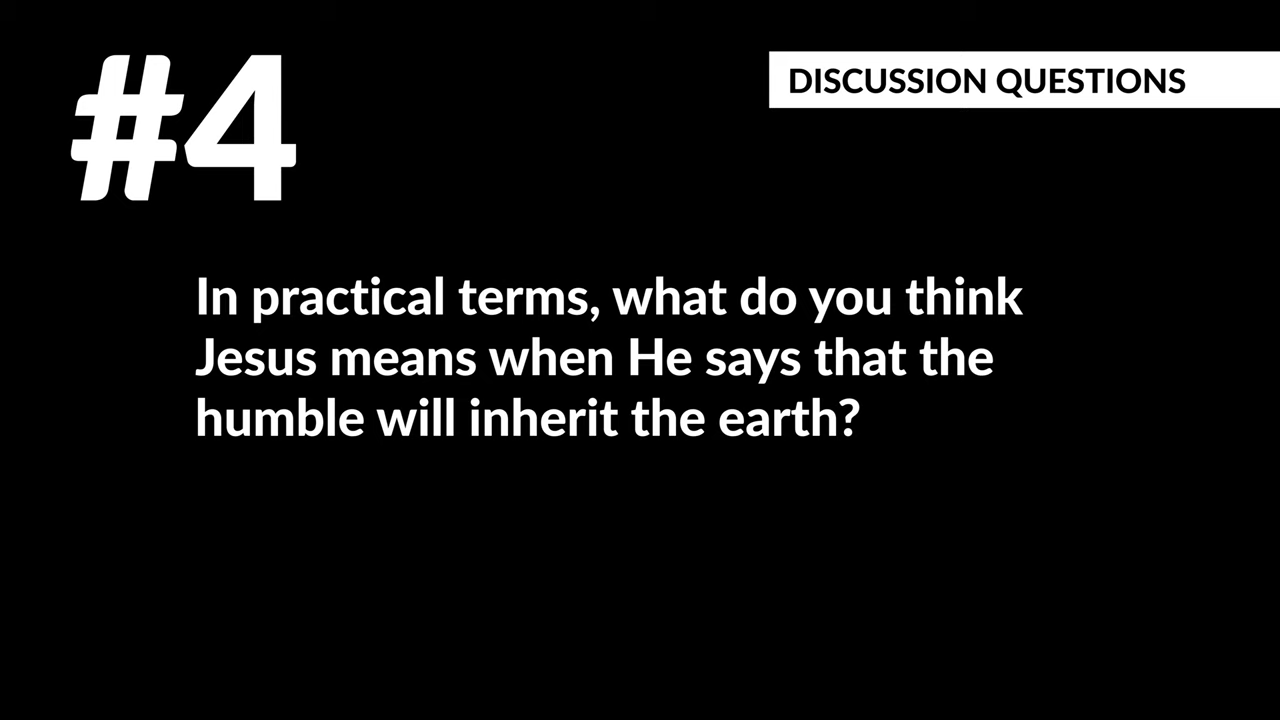 #4
DISCUSSION QUESTIONS
In practical terms, what do you think
Jesus means when He says that the
humble will inherit the earth?